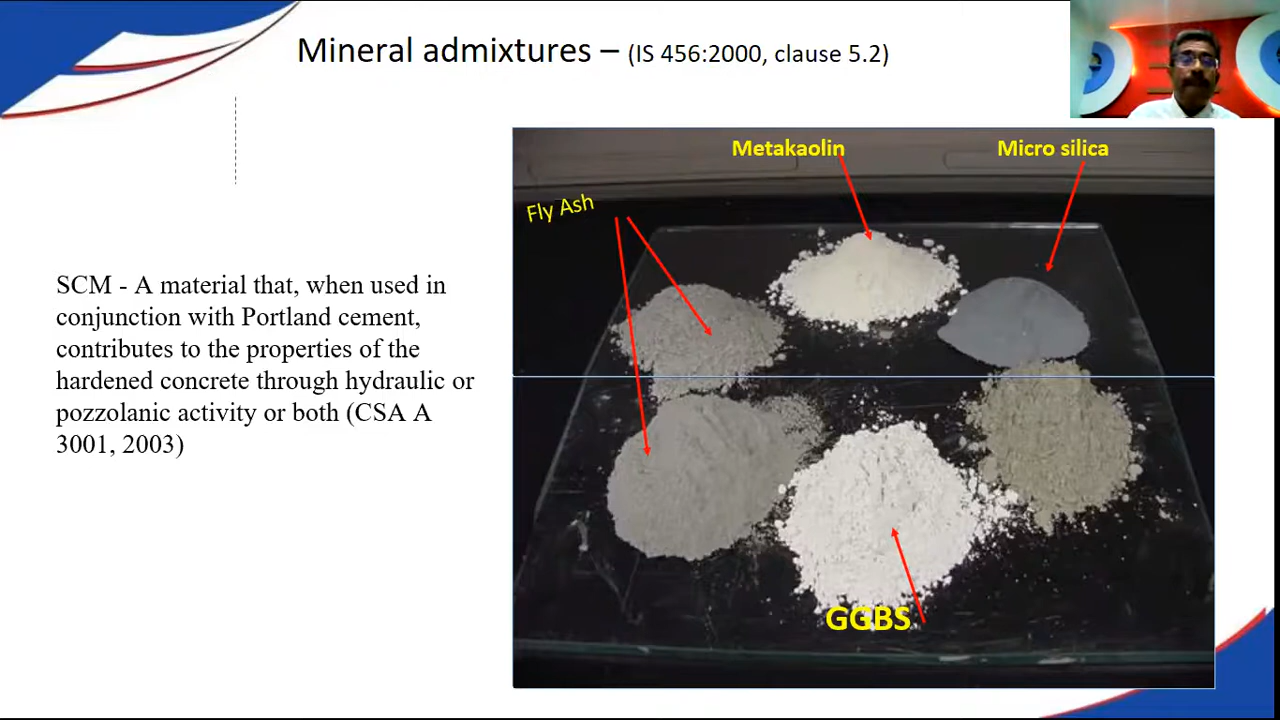 Mineral admixtures – (IS 456:2000, clause 5.2)
SCM - A material that, when used in
conjunction with Portland cement,
contributes to the properties of the
hardened concrete through hydraulic or
pozzolanic activity or both (CSA A
3001, 2003)
Metakaolin
Micro silica
Fly Ash
GGBS